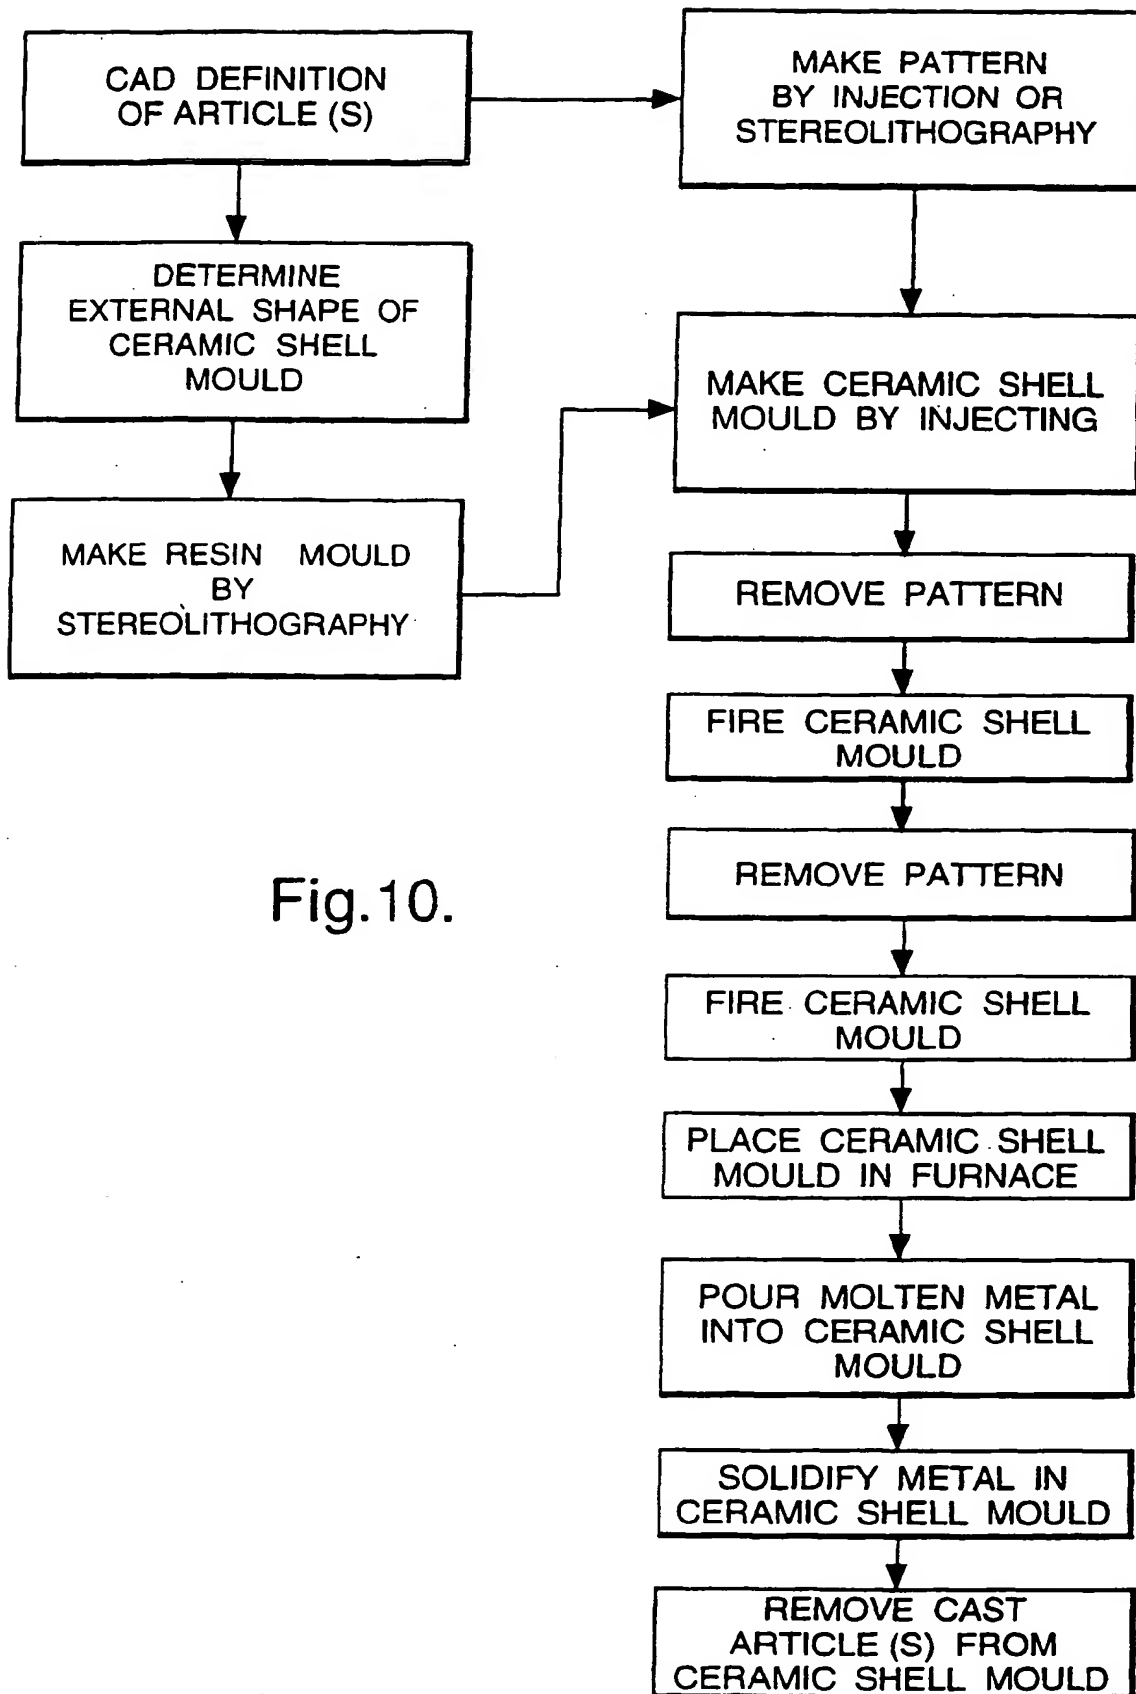 CAD DEFINITION
OF ARTICLE (S)
MAKE PATTERN
BY INJECTION OR
STEREOLITHOGRAPHY
DETERMINE
EXTERNAL SHAPE OF
CERAMIC SHELL
MOULD
MAKE RESIN MOULD
BY
STEREOLITHOGRAPHY
MAKE CERAMIC SHELL
MOULD BY INJECTING
REMOVE PATTERN
FIRE CERAMIC SHELL
MOULD
REMOVE PATTERN
FIRE CERAMIC SHELL
MOULD
PLACE CERAMIC SHELL
MOULD IN FURNACE
POUR MOLTEN METAL
INTO CERAMIC SHELL
MOULD
SOLIDIFY METAL IN
CERAMIC SHELL MOULD
REMOVE CAST
ARTICLE (S) FROM
CERAMIC SHELL MOULD
Fig.10.